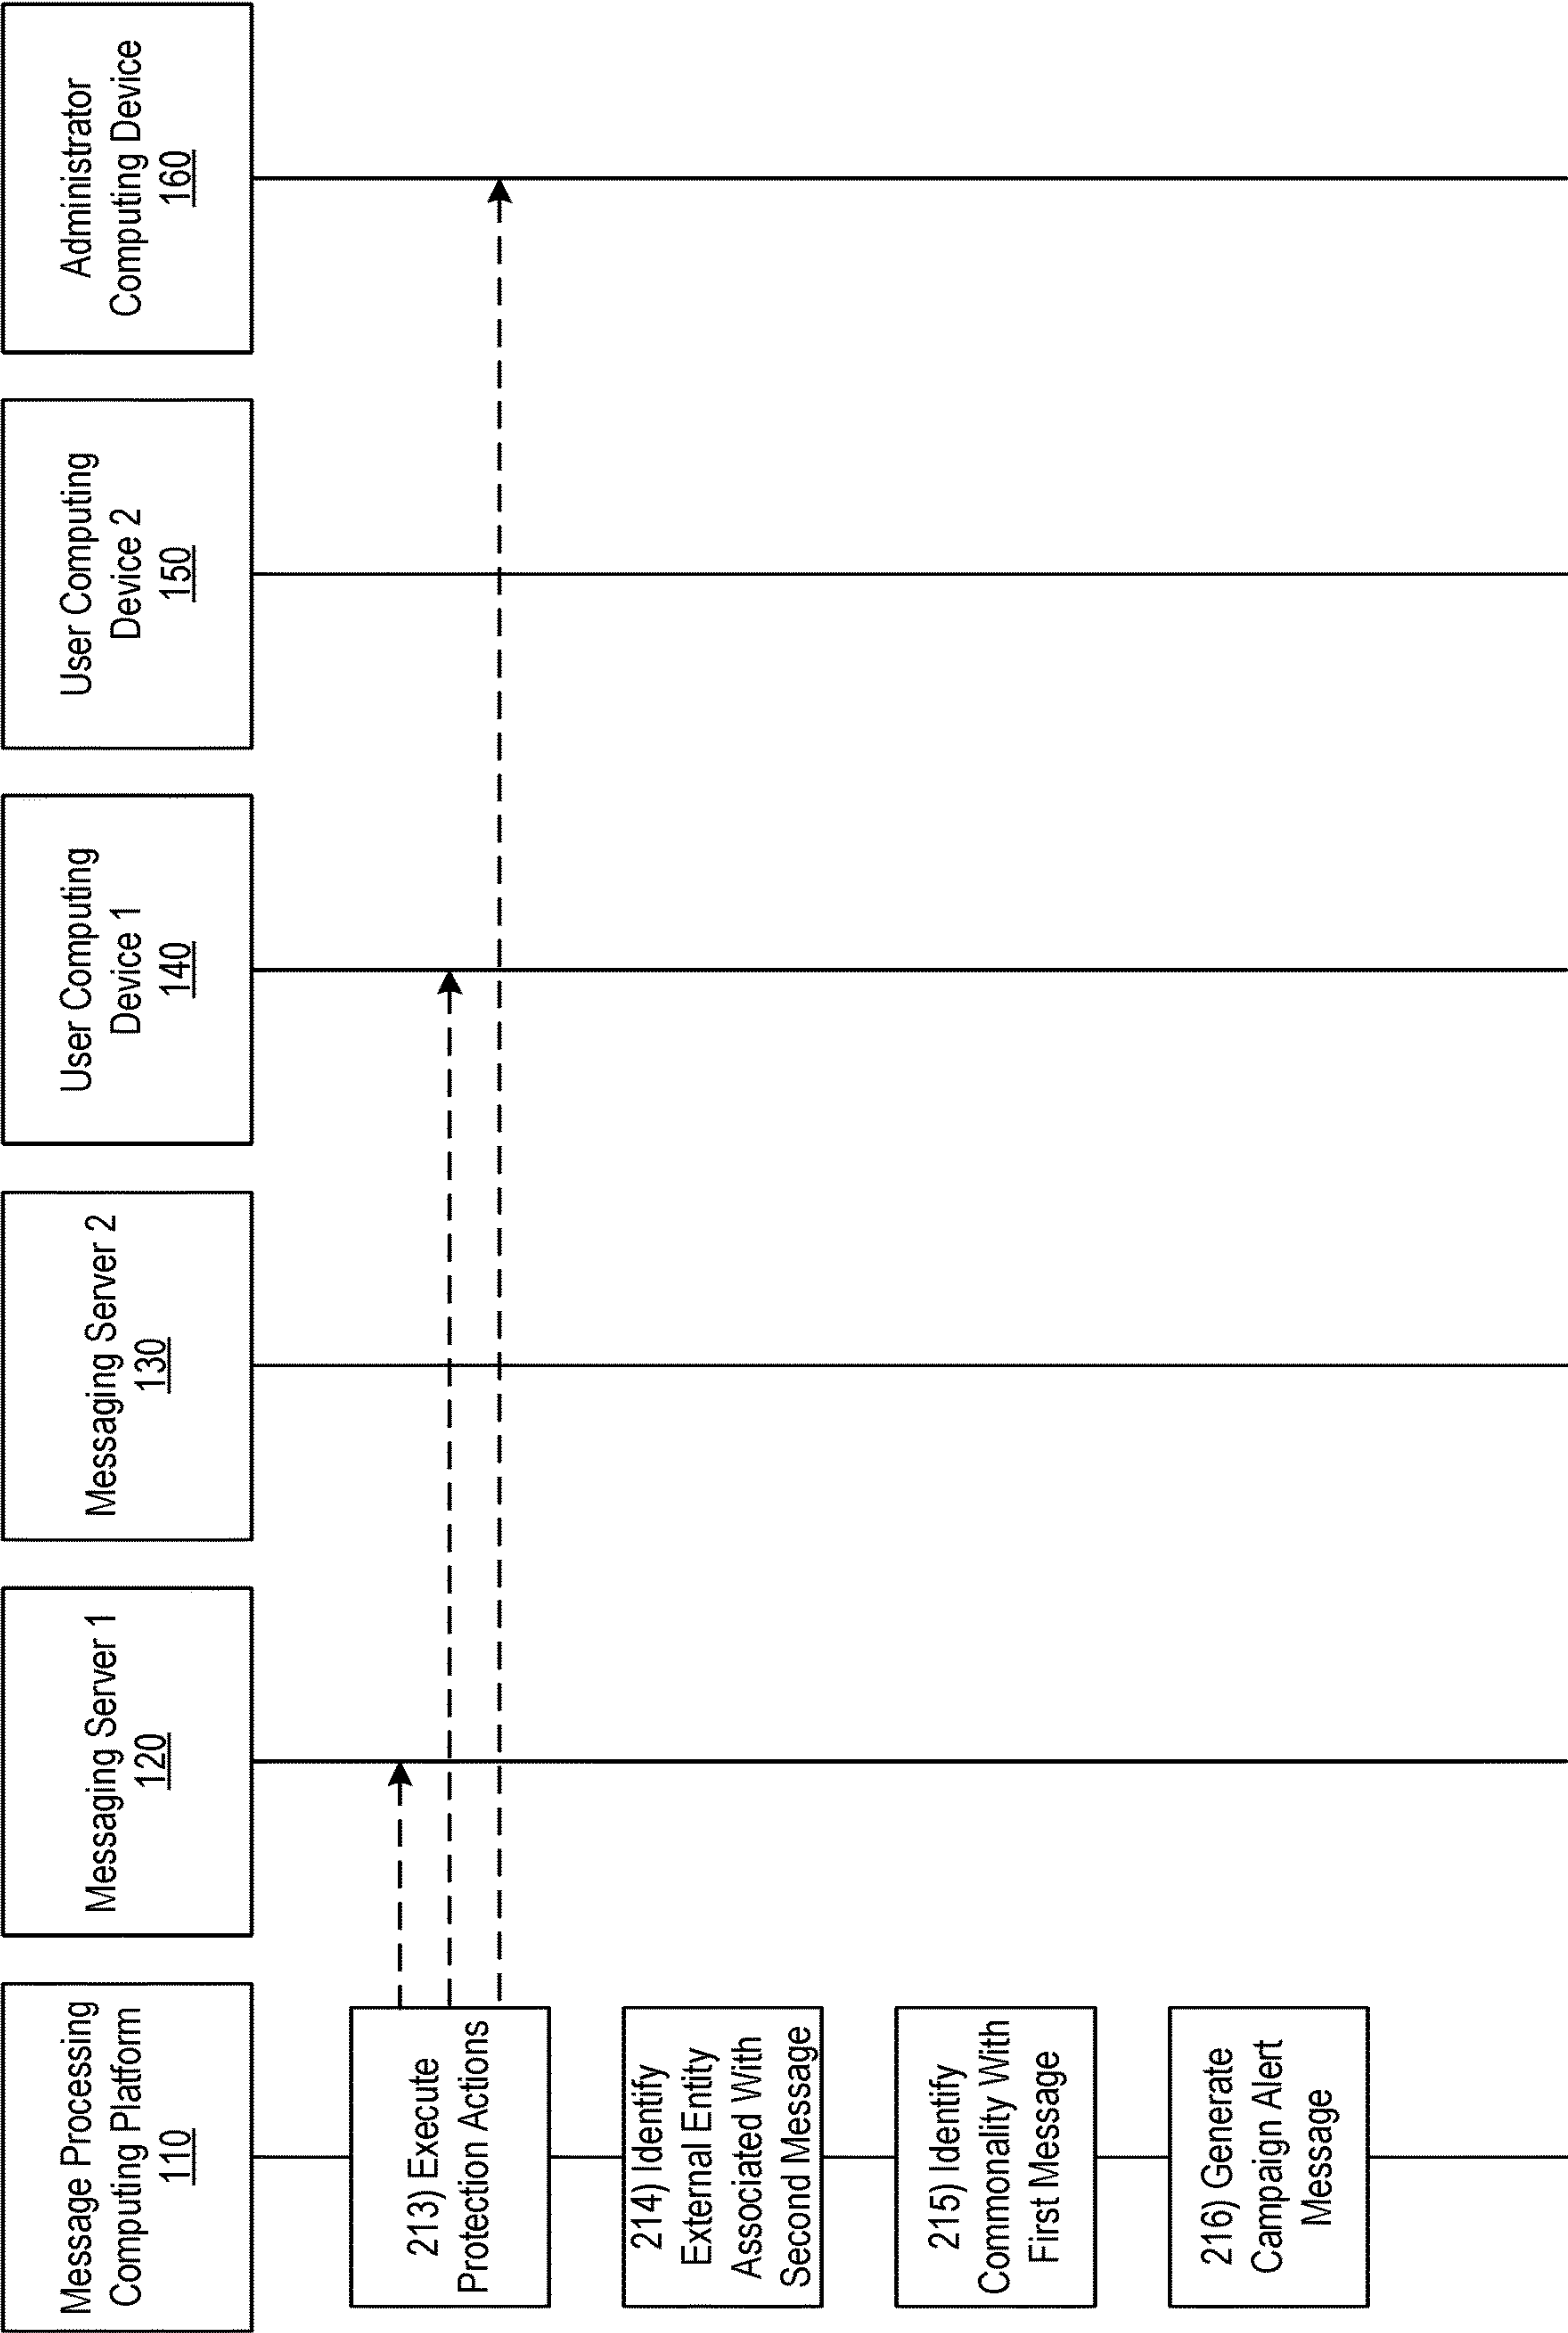 Message Processing
Computing Platform
110
Messaging Server 1
120
Messaging Server 2
130
User Computing
Device 1
140
User Computing
Device 2
150
Administrator
Computing Device
160
213) Execute
Protection Actions
214) Identify
External Entity
Associated With
Second Message
215) Identify
Commonality With
First Message
216) Generate
Campaign Alert
Message